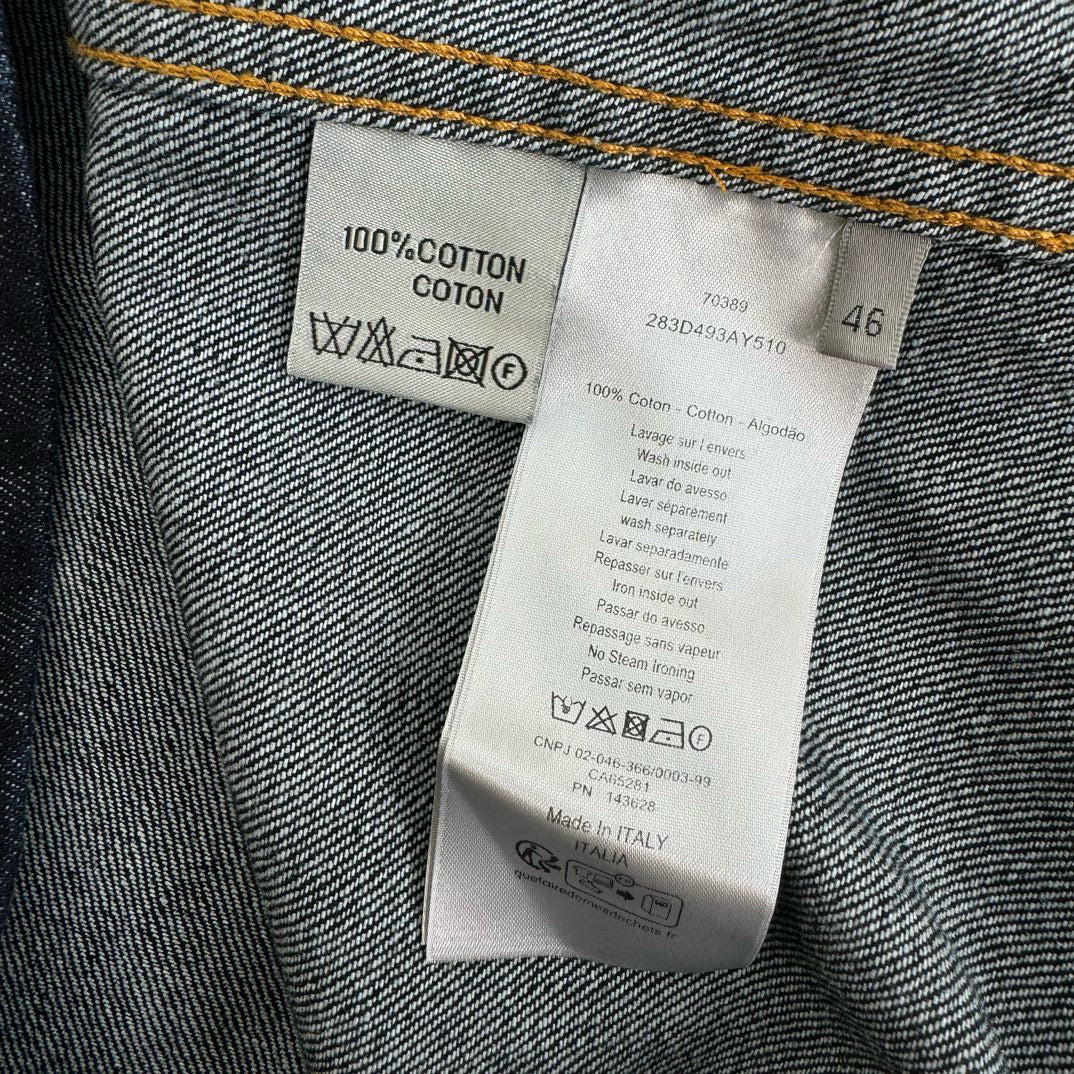 100%COTTON
COTON
F
46
70389
283D493AY510
100% Coton - Cotton - Algodão
Lavage sur l'envers
Wash inside out
Lavar do avesso
Laver séparement
wash separately
Lavar separadamente
Repasser sur l'envers
Iron inside out
Passar do avesso
Repassage sans vapeur
No Steam Ironing
Passar sem vapor
F
CNPJ 02-046-366/0003-99
CA65281
PN 143628
Made In ITALY
ITALIA
quefairedemesdechets.fr